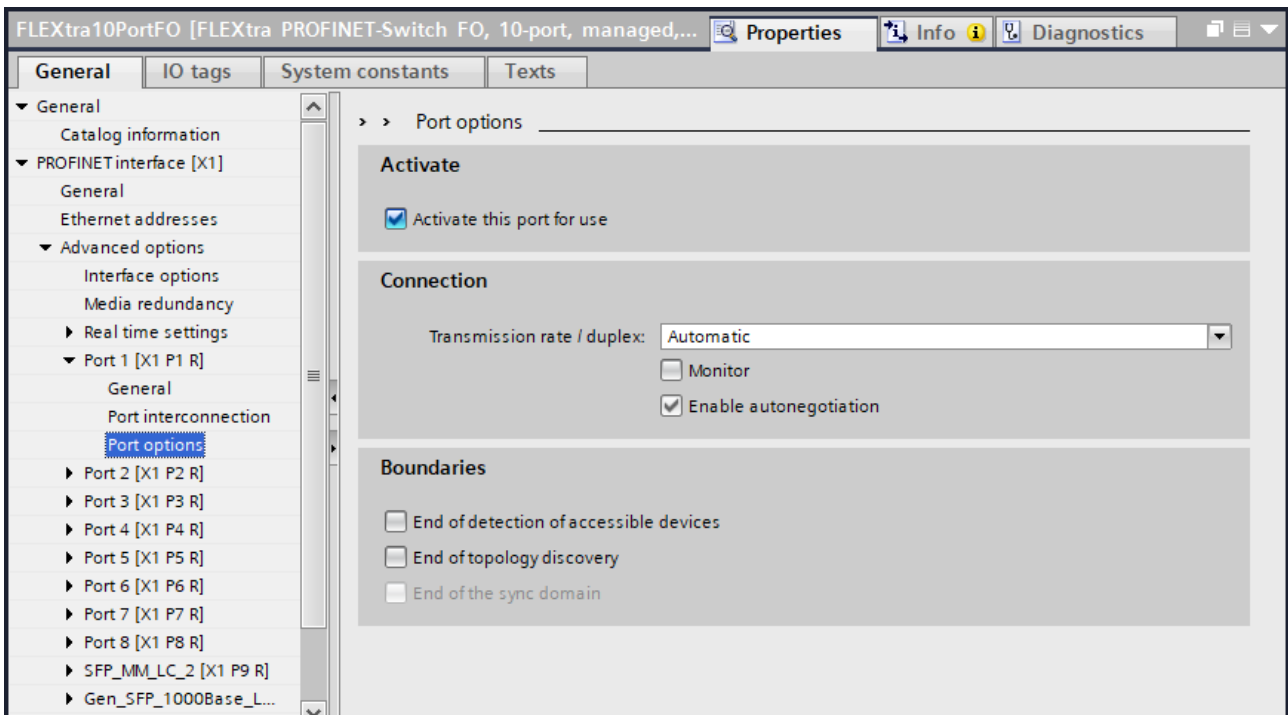 FLEXtra10PortFO [FLEXtra PROFINET-Switch FO, 10-port, managed,... Properties Info Diagnostics
General IO tags System constants Texts
General
Catalog information
PROFINET interface [X1]
General
Ethernet addresses
Advanced options
Interface options
Media redundancy
Real time settings
Port 1 [X1 P1 R]
General
Port interconnection
Port options
Port 2 [X1 P2 R]
Port 3 [X1 P3 R]
Port 4 [X1 P4 R]
Port 5 [X1 P5 R]
Port 6 [X1 P6 R]
Port 7 [X1 P7 R]
Port 8 [X1 P8 R]
SFP_MM_LC_2 [X1 P9 R]
Gen_SFP_1000Base_L...
> > Port options
Activate
Activate this port for use
Connection
Transmission rate / duplex: Automatic
Monitor
Enable autonegotiation
Boundaries
End of detection of accessible devices
End of topology discovery
End of the sync domain